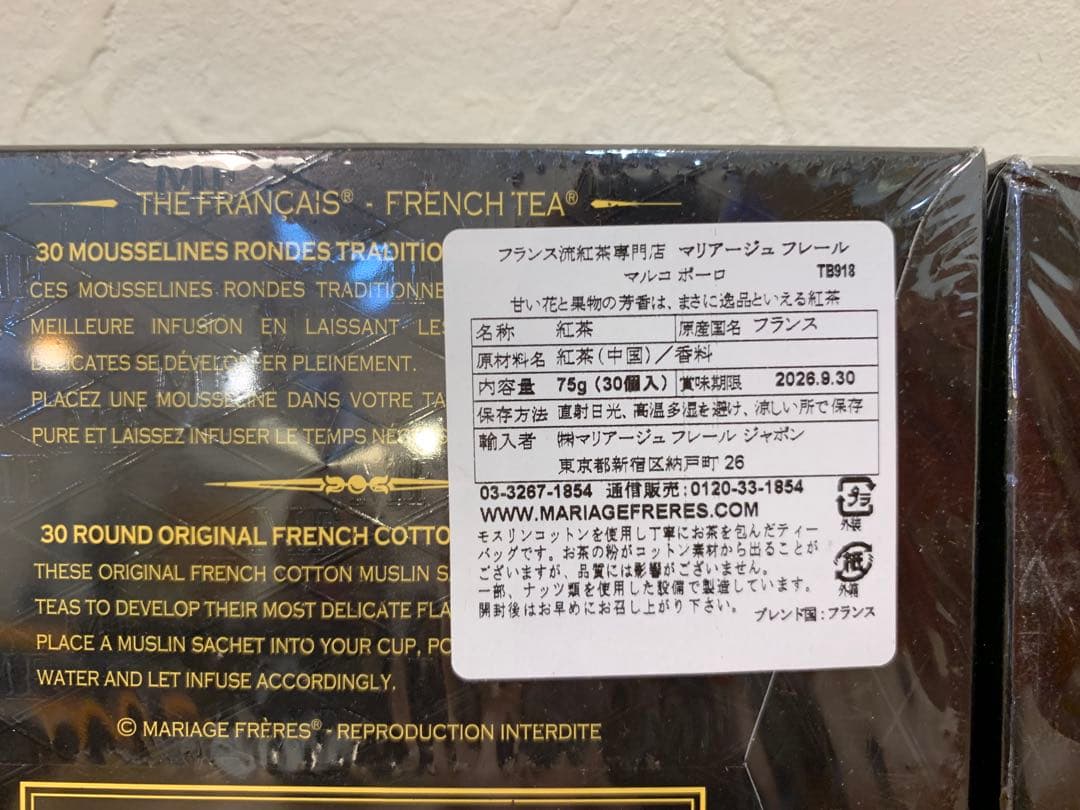 THE FRANÇAIS® - FRENCH TEA®
30 MOUSSELINES RONDES TRADITIO
CES MOUSSELINES RONDES TRADITIONNE
MEILLEURE INFUSION EN LAISSANT LES
DÉLICATES SE DÉVELOPPER PLEINEMENT.
PLACEZ UNE MOUSSELINE DANS VOTRE TA
PURE ET LAISSEZ INFUSER LE TEMPS
30 ROUND ORIGINAL FRENCH COTTO
THESE ORIGINAL FRENCH COTTON MUSLIN S
TEAS TO DEVELOP THEIR MOST DELICATE FLA
PLACE A MUSLIN SACHET INTO YOUR CUP, PO
WATER AND LET INFUSE ACCORDINGLY.
© MARIAGE FRÈRES® - REPRODUCTION INTERDITE
フランス流紅茶専門店 マリアージュ フレール
マルコ ポーロ TB918
甘い花と果物の芳香は、まさに逸品といえる紅茶
名称 紅茶 原産国名 フランス
原材料名 紅茶（中国）／香料
内容量 75g（30個入） 賞味期限 2026.9.30
保存方法 直射日光、高温多湿を避け、涼しい所で保存
輸入者 ㈱マリアージュ フレール ジャポン
東京都新宿区納戸町 26
03-3267-1854 通信販売：0120-33-1854
WWW.MARIAGEFRERES.COM
モスリンコットンを使用し丁寧にお茶を包んだティー
バッグです。お茶の粉がコットン素材から出ることが
ございますが、品質には影響がございません。
一部、ナッツ類を使用した設備で製造しています。
開封後はお早めにお召し上がり下さい。
ブレンド国：フランス
プラ
外装
紙
外箱